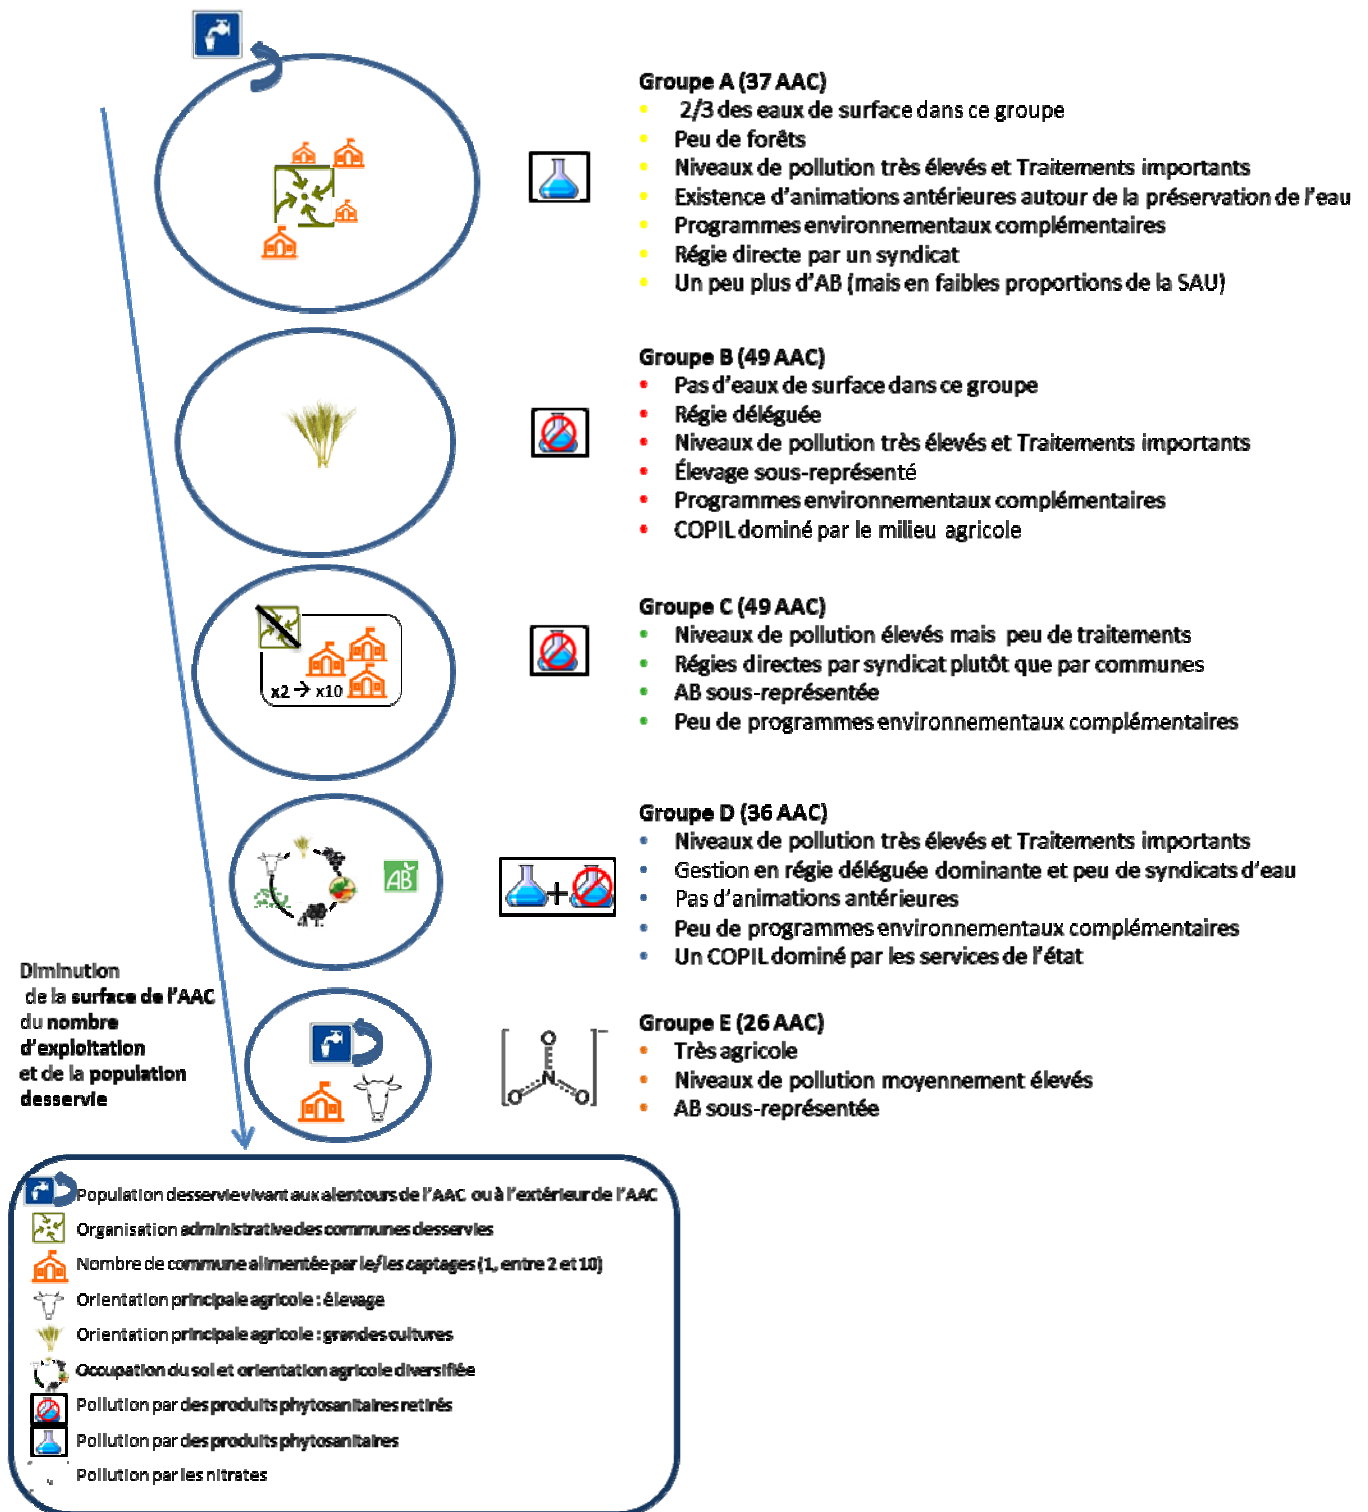 Groupe A (37 AAC)
• 2/3 des eaux de surface dans ce groupe
• Peu de forêts
• Niveaux de pollution très élevés et Traitements importants
• Existence d'animations antérieures autour de la préservation de l'eau
• Programmes environnementaux complémentaires
• Régie directe par un syndicat
• Un peu plus d'AB (mais en faibles proportions de la SAU)
Groupe B (49 AAC)
• Pas d'eaux de surface dans ce groupe
• Régie déléguée
• Niveaux de pollution très élevés et Traitements importants
• Élevage sous-représenté
• Programmes environnementaux complémentaires
• COPIL dominé par le milieu agricole
x2 → x10
Groupe C (49 AAC)
• Niveaux de pollution élevés mais peu de traitements
• Régies directes par syndicat plutôt que par communes
• AB sous-représentée
• Peu de programmes environnementaux complémentaires
AB
+
Groupe D (36 AAC)
• Niveaux de pollution très élevés et Traitements importants
• Gestion en régie déléguée dominante et peu de syndicats d'eau
• Pas d'animations antérieures
• Peu de programmes environnementaux complémentaires
• Un COPIL dominé par les services de l'état
Diminution
de la surface de l'AAC
du nombre
d'exploitation
et de la population
desservie
O
N
O
O
−
Groupe E (26 AAC)
• Très agricole
• Niveaux de pollution moyennement élevés
• AB sous-représentée
Population desservie vivant aux alentours de l'AAC ou à l'extérieur de l'AAC
Organisation administrative des communes desservies
Nombre de commune alimentée par le/les captages (1, entre 2 et 10)
Orientation principale agricole : élevage
Orientation principale agricole : grandes cultures
Occupation du sol et orientation agricole diversifiée
Pollution par des produits phytosanitaires retirés
Pollution par des produits phytosanitaires
Pollution par les nitrates